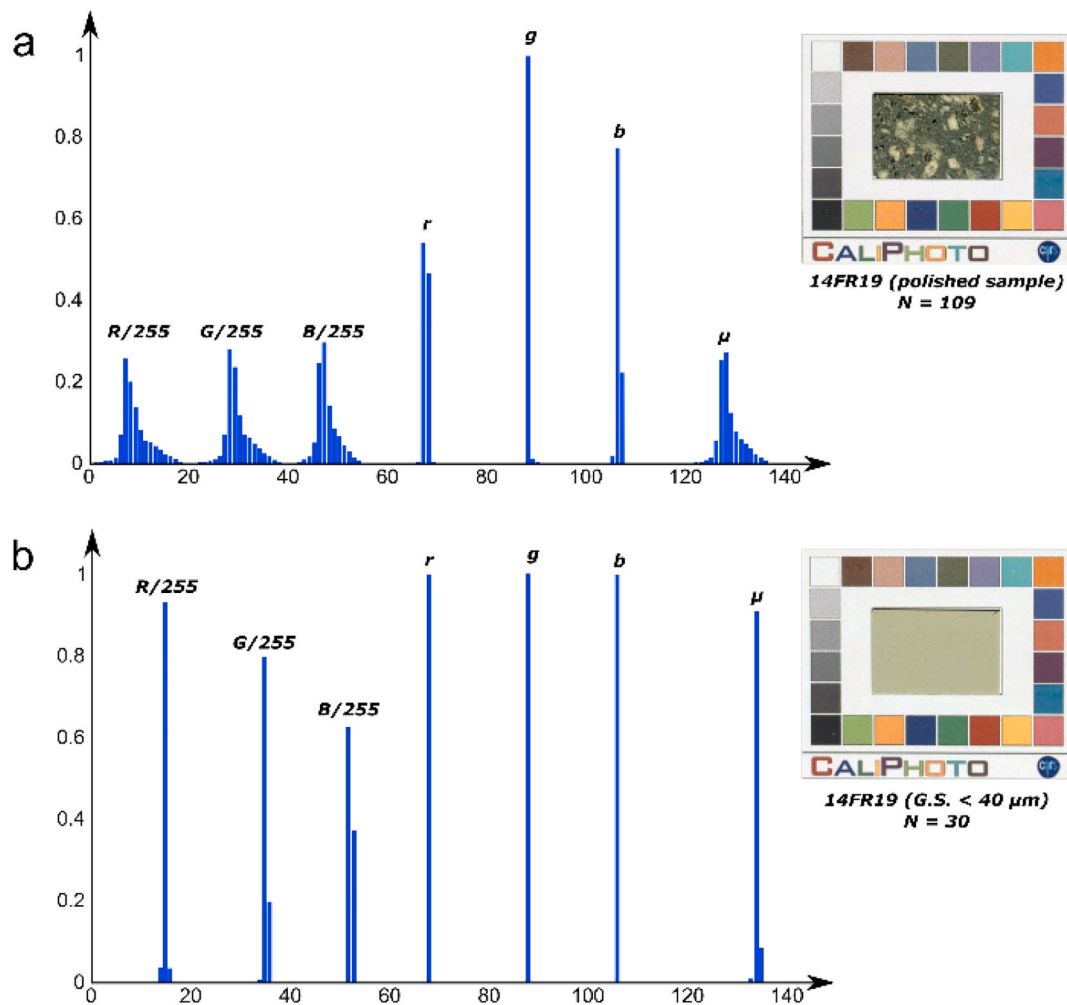 a
1
0.8
0.6
0.4
0.2
0
R/255
G/255
B/255
r
g
b
µ
0 20 40 60 80 100 120 140
CALIPHOTO
14FR19 (polished sample)
N = 109
b
1
0.8
0.6
0.4
0.2
0
R/255
G/255
B/255
r
g
b
µ
0 20 40 60 80 100 120 140
CALIPHOTO
14FR19 (G.S. < 40 µm)
N = 30